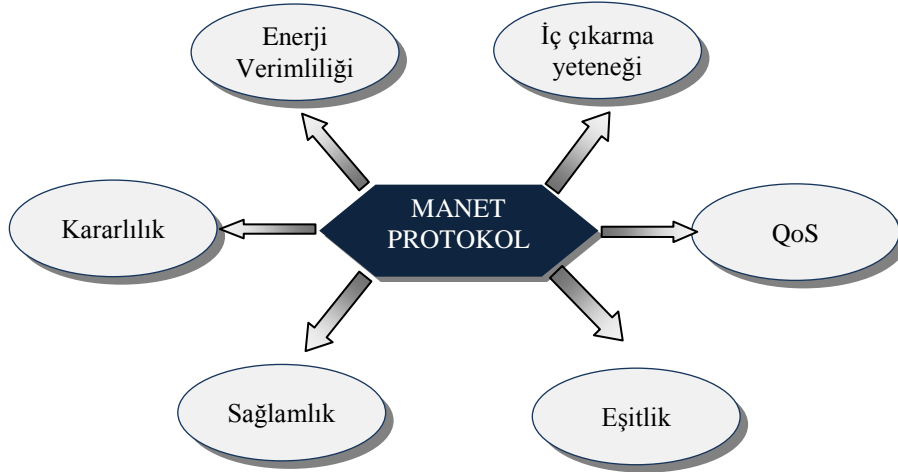 Enerji
Verimliliği
İç çıkarma
yeteneği
Kararlılık
MANET
PROTOKOL
QoS
Sağlamlık
Eşitlik